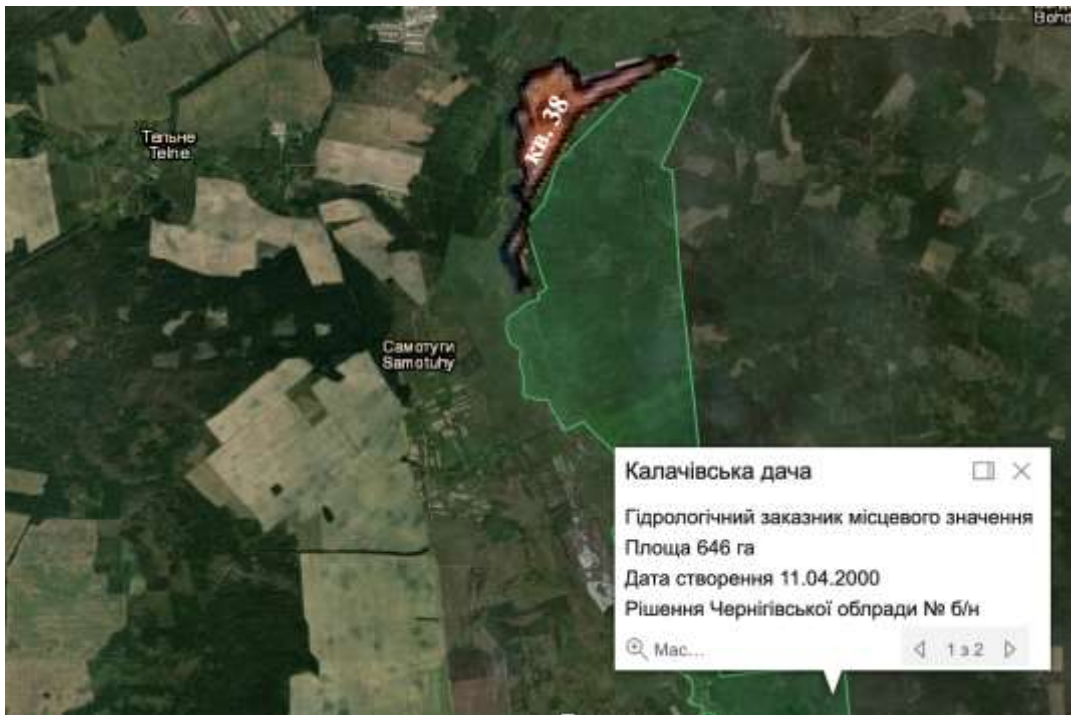 Bohd
кв. 38
Тельне
Telne
Самотуги
Samotuhy
Калачівська дача
Гідрологічний заказник місцевого значення
Площа 646 га
Дата створення 11.04.2000
Рішення Чернігівської облради № б/н
Мас...
1 з 2